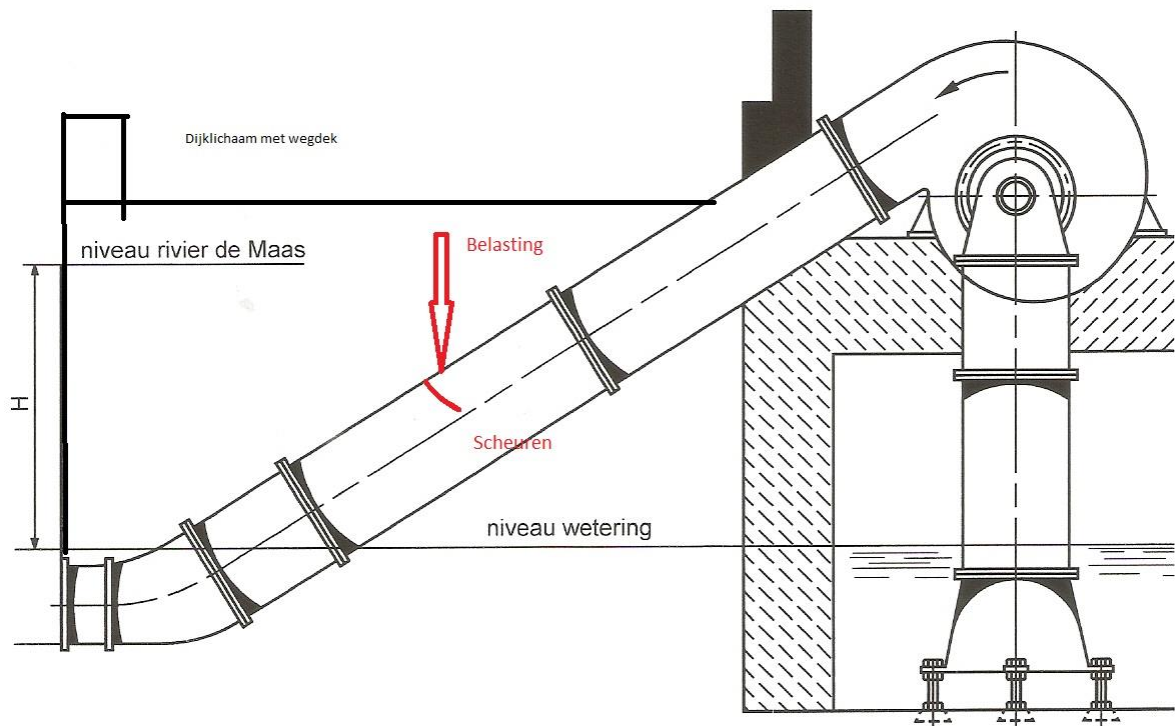 Dijklichaam met wegdek
Belasting
niveau rivier de Maas
H
Scheuren
niveau wetering